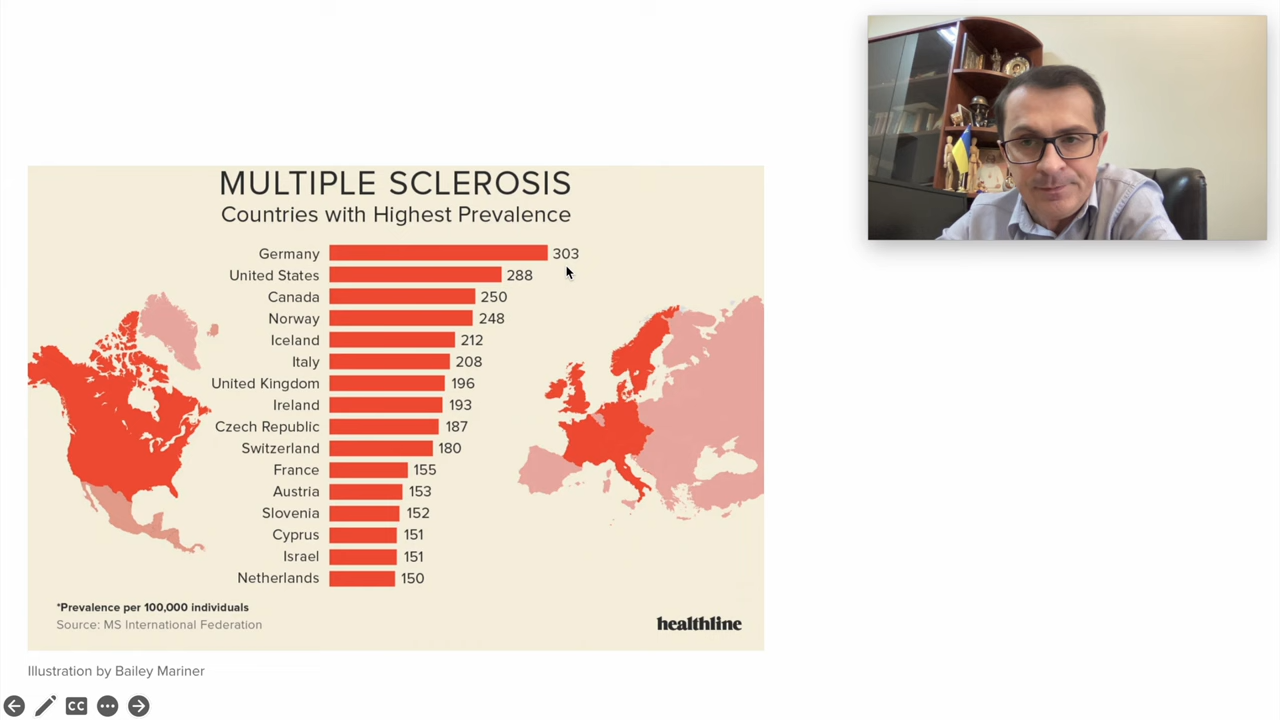 MULTIPLE SCLEROSIS
Countries with Highest Prevalence
Germany 303
United States 288
Canada 250
Norway 248
Iceland 212
Italy 208
United Kingdom 196
Ireland 193
Czech Republic 187
Switzerland 180
France 155
Austria 153
Slovenia 152
Cyprus 151
Israel 151
Netherlands 150
*Prevalence per 100,000 individuals
Source: MS International Federation
healthline
Illustration by Bailey Mariner
CC